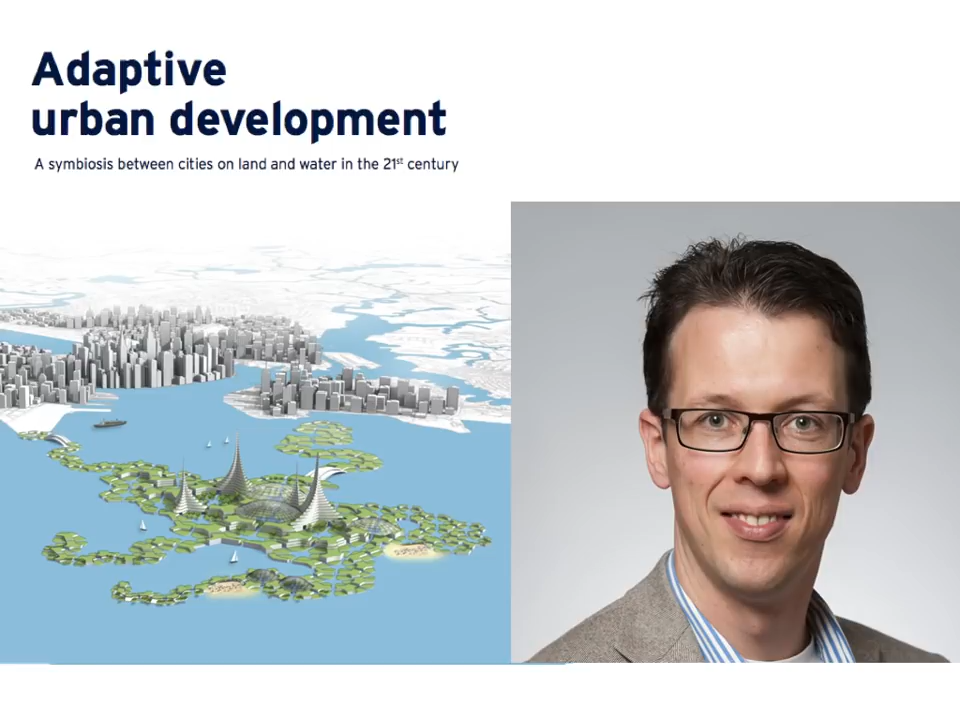 Adaptive
urban development
A symbiosis between cities on land and water in the 21st century